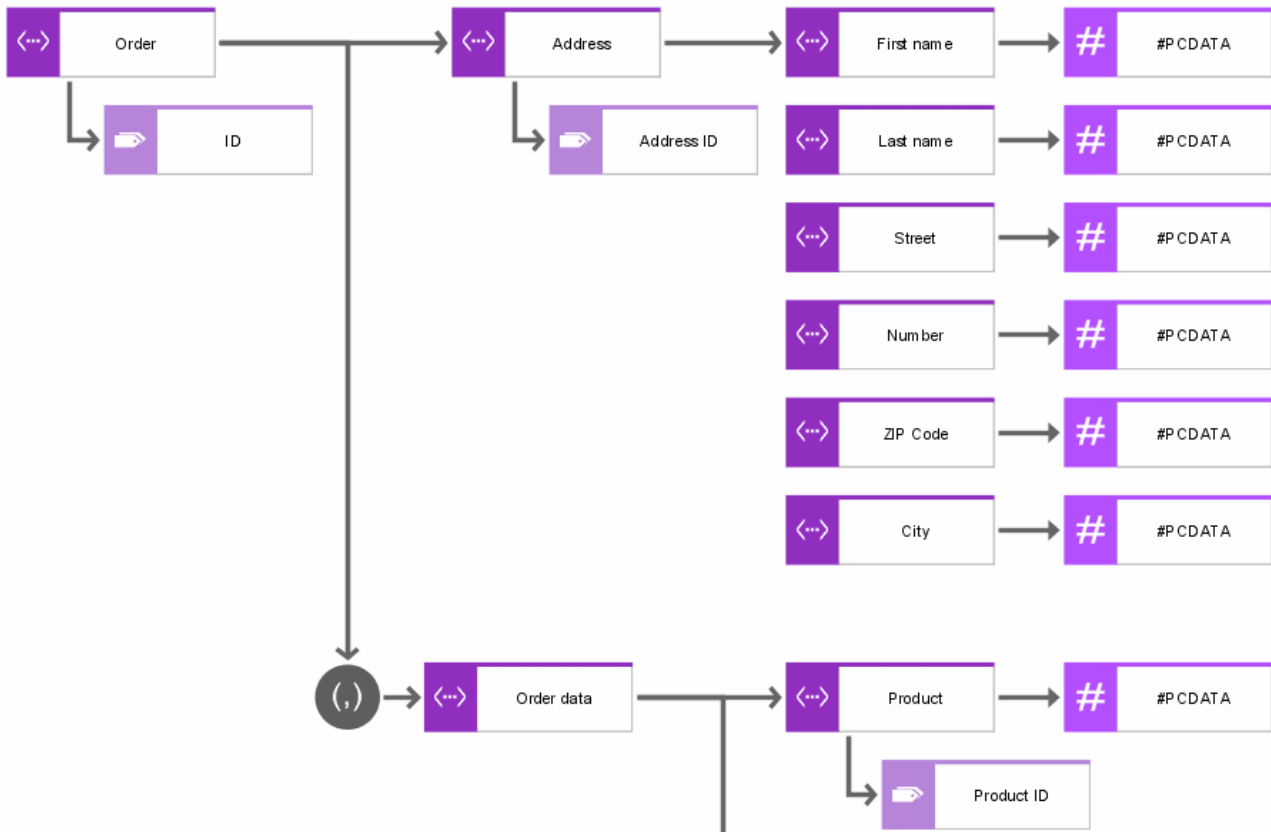 Order
Address
First name
#PCDATA
ID
Address ID
Last name
#PCDATA
Street
#PCDATA
Number
#PCDATA
ZIP Code
#PCDATA
City
#PCDATA
(,)
Order data
Product
#PCDATA
Product ID